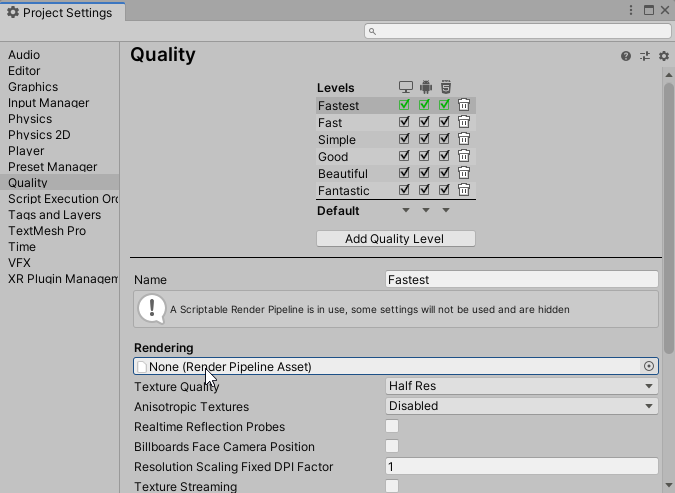 Project Settings
Audio
Editor
Graphics
Input Manager
Physics
Physics 2D
Player
Preset Manager
Quality
Script Execution Ord
Tags and Layers
TextMesh Pro
Time
VFX
XR Plugin Managem
Quality
Levels
Fastest
Fast
Simple
Good
Beautiful
Fantastic
Default
Add Quality Level
Name Fastest
A Scriptable Render Pipeline is in use, some settings will not be used and are hidden
Rendering
None (Render Pipeline Asset)
Texture Quality Half Res
Anisotropic Textures Disabled
Realtime Reflection Probes
Billboards Face Camera Position
Resolution Scaling Fixed DPI Factor 1
Texture Streaming